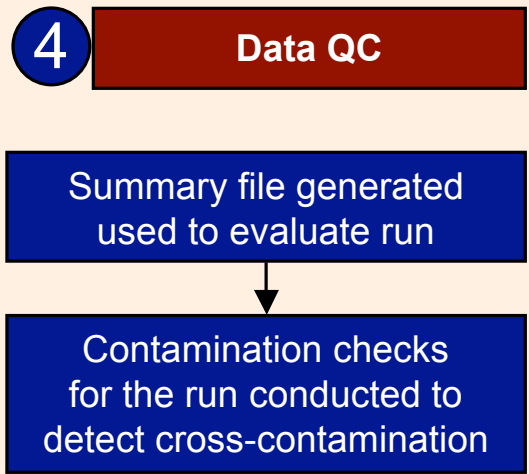 4 Data QC
Summary file generated
used to evaluate run
Contamination checks
for the run conducted to
detect cross-contamination